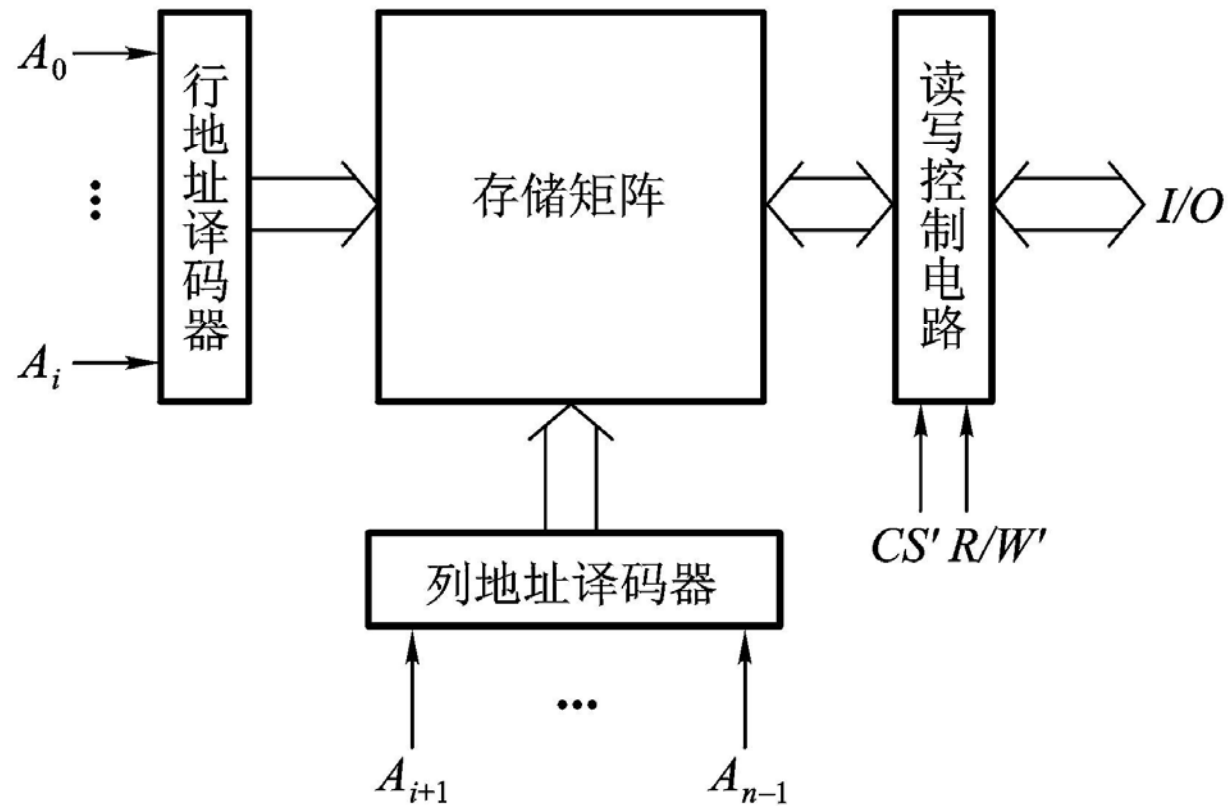 A₀
行地址译码器
Aᵢ
存储矩阵
读写控制电路
I/O
CS' R/W'
列地址译码器
...
Aᵢ₊₁
Aₙ₋₁